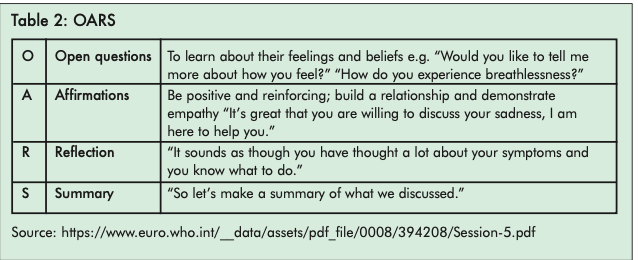 Table 2: OARS
O Open questions To learn about their feelings and beliefs e.g. “Would you like to tell me
more about how you feel?” “How do you experience breathlessness?”
A Affirmations Be positive and reinforcing; build a relationship and demonstrate
empathy “It’s great that you are willing to discuss your sadness, I am
here to help you.”
R Reflection “It sounds as though you have thought a lot about your symptoms and
you know what to do.”
S Summary “So let’s make a summary of what we discussed.”
Source: https://www.euro.who.int/__data/assets/pdf_file/0008/394208/Session-5.pdf